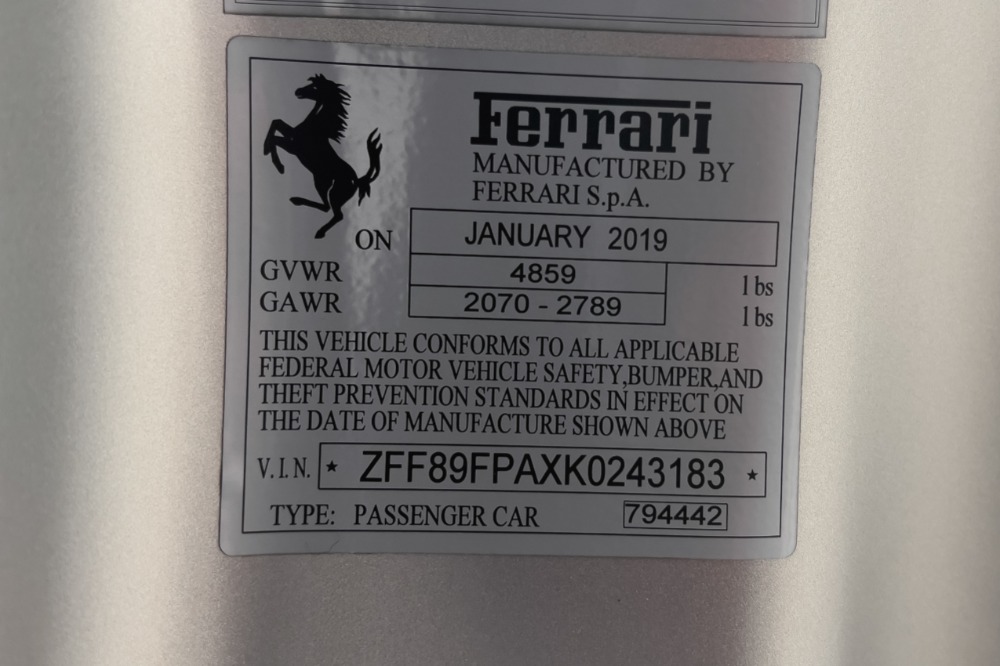 Ferrari
MANUFACTURED BY
FERRARI S.p.A.
ON JANUARY 2019
GVWR 4859 lbs
GAWR 2070 - 2789 lbs
THIS VEHICLE CONFORMS TO ALL APPLICABLE
FEDERAL MOTOR VEHICLE SAFETY,BUMPER,AND
THEFT PREVENTION STANDARDS IN EFFECT ON
THE DATE OF MANUFACTURE SHOWN ABOVE
V.I.N. ★ ZFF89FPAXK0243183 ★
TYPE: PASSENGER CAR 794442